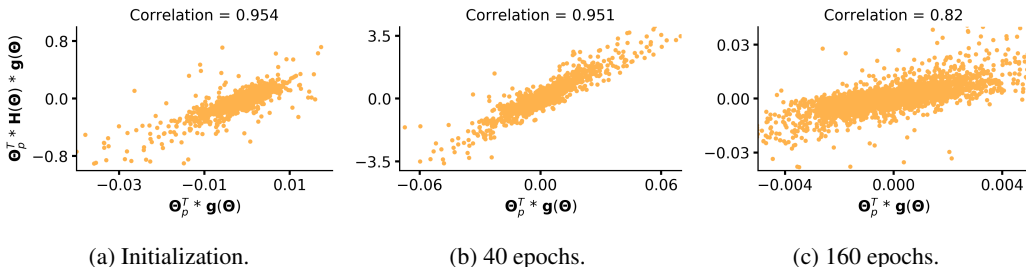 Correlation = 0.954
0.8
0.0
−0.8
−0.03
−0.01
0.01
Θ_p^T * H(Θ) * g(Θ)
Θ_p^T * g(Θ)
(a) Initialization.
Correlation = 0.951
3.5
0.0
−3.5
−0.06
0.00
0.06
Θ_p^T * g(Θ)
(b) 40 epochs.
Correlation = 0.82
0.03
0.00
−0.03
−0.004
0.000
0.004
Θ_p^T * g(Θ)
(c) 160 epochs.